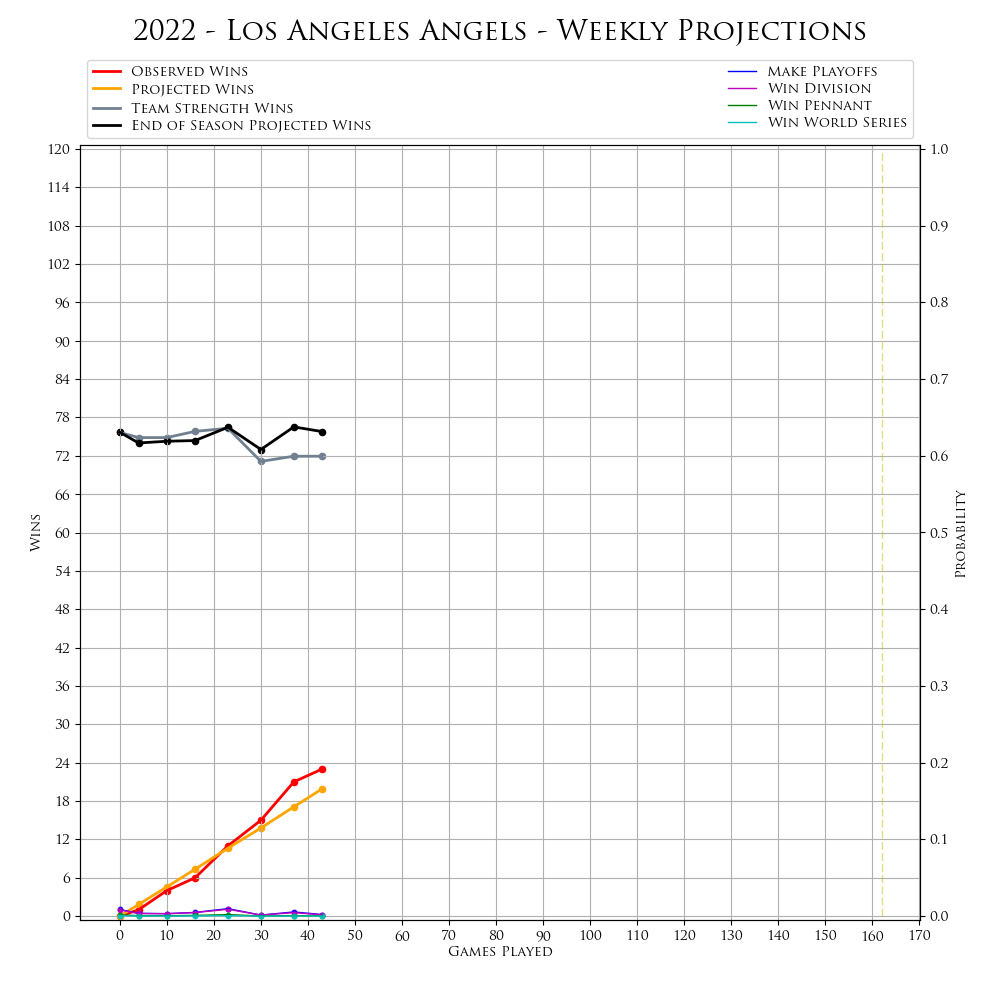 2022 - Los Angeles Angels - Weekly Projections
Observed Wins
Projected Wins
Team Strength Wins
End of Season Projected Wins
Make Playoffs
Win Division
Win Pennant
Win World Series
120
114
108
102
96
90
84
78
72
66
60
54
48
42
36
30
24
18
12
6
0
Wins
1.0
0.9
0.8
0.7
0.6
0.5
0.4
0.3
0.2
0.1
0.0
Probability
0 10 20 30 40 50 60 70 80 90 100 110 120 130 140 150 160 170
Games Played